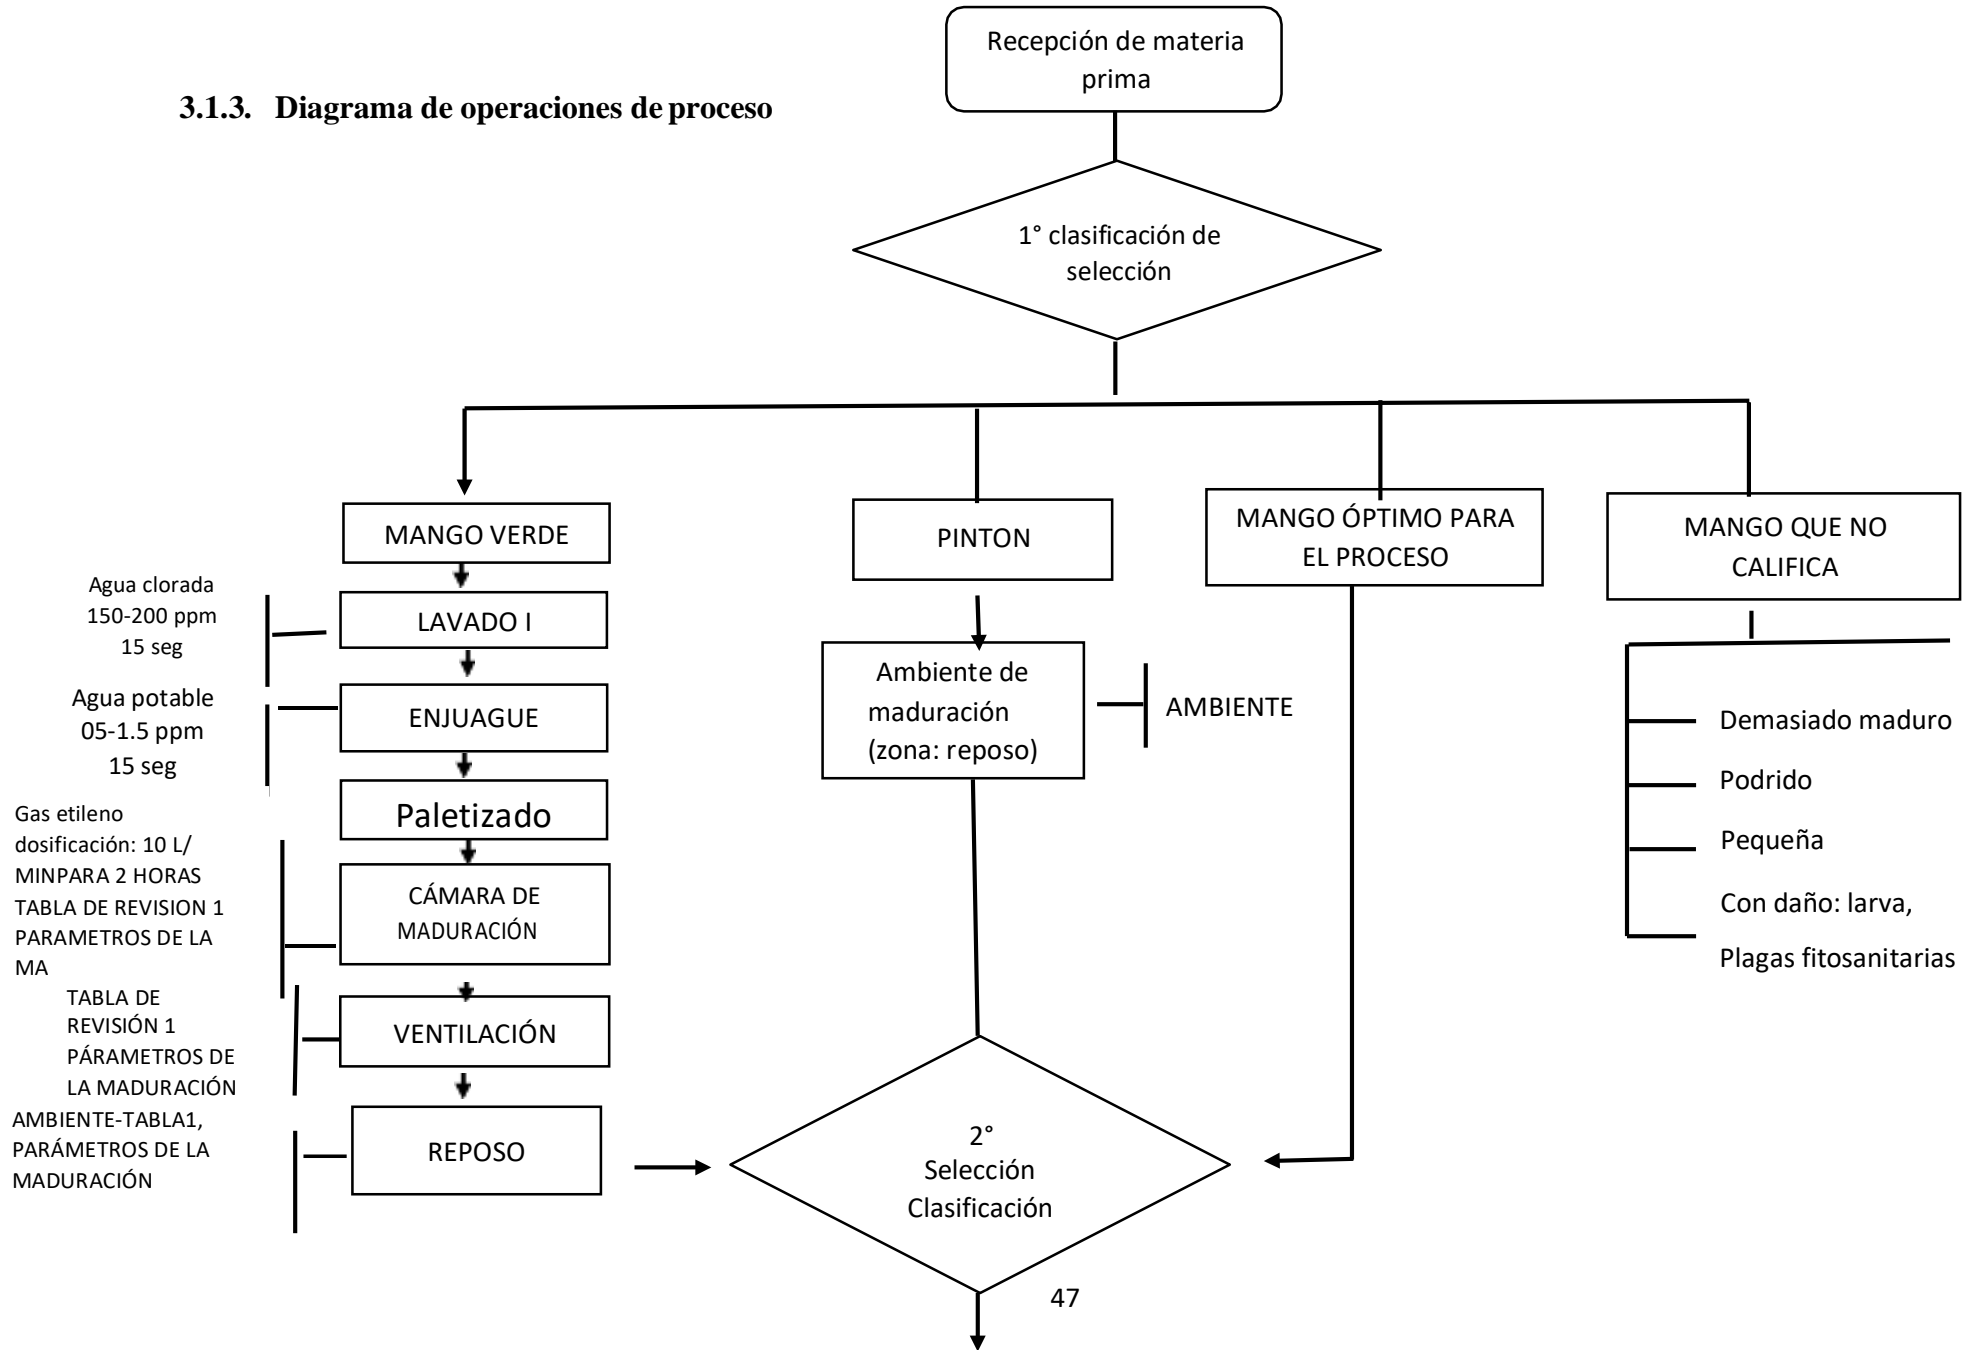 Recepción de materia
prima
3.1.3. Diagrama de operaciones de proceso
1° clasificación de
selección
MANGO VERDE
PINTON
MANGO ÓPTIMO PARA
EL PROCESO
MANGO QUE NO
CALIFICA
Agua clorada
150-200 ppm
15 seg
LAVADO I
Agua potable
05-1.5 ppm
15 seg
ENJUAGUE
Paletizado
Gas etileno
dosificación: 10 L/
MINPARA 2 HORAS
TABLA DE REVISION 1
PARAMETROS DE LA
MA
CÁMARA DE
MADURACIÓN
TABLA DE
REVISIÓN 1
PÁRAMETROS DE
LA MADURACIÓN
VENTILACIÓN
AMBIENTE-TABLA1,
PARÁMETROS DE LA
MADURACIÓN
REPOSO
Ambiente de
maduración
(zona: reposo)
AMBIENTE
Demasiado maduro
Podrido
Pequeña
Con daño: larva,
Plagas fitosanitarias
2°
Selección
Clasificación
47